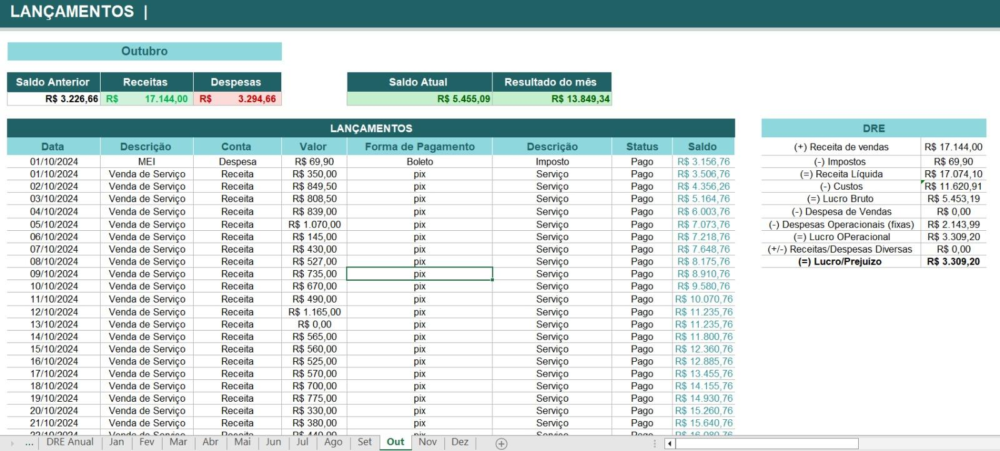 LANÇAMENTOS |
Outubro
Saldo Anterior Receitas Despesas Saldo Atual Resultado do mês
R$ 3.226,66 R$ 17.144,00 R$ 3.294,66 R$ 5.455,09 R$ 13.849,34
LANÇAMENTOS
Data Descrição Conta Valor Forma de Pagamento Descrição Status Saldo
01/10/2024 MEI Despesa R$ 69,90 Boleto Imposto Pago R$ 3.156,76
01/10/2024 Venda de Serviço Receita R$ 350,00 pix Serviço Pago R$ 3.506,76
02/10/2024 Venda de Serviço Receita R$ 849,50 pix Serviço Pago R$ 4.356,26
03/10/2024 Venda de Serviço Receita R$ 808,50 pix Serviço Pago R$ 5.164,76
04/10/2024 Venda de Serviço Receita R$ 839,00 pix Serviço Pago R$ 6.003,76
05/10/2024 Venda de Serviço Receita R$ 1.070,00 pix Serviço Pago R$ 7.073,76
06/10/2024 Venda de Serviço Receita R$ 145,00 pix Serviço Pago R$ 7.218,76
07/10/2024 Venda de Serviço Receita R$ 430,00 pix Serviço Pago R$ 7.648,76
08/10/2024 Venda de Serviço Receita R$ 527,00 pix Serviço Pago R$ 8.175,76
09/10/2024 Venda de Serviço Receita R$ 735,00 pix Serviço Pago R$ 8.910,76
10/10/2024 Venda de Serviço Receita R$ 670,00 pix Serviço Pago R$ 9.580,76
11/10/2024 Venda de Serviço Receita R$ 490,00 pix Serviço Pago R$ 10.070,76
12/10/2024 Venda de Serviço Receita R$ 1.165,00 pix Serviço Pago R$ 11.235,76
13/10/2024 Venda de Serviço Receita R$ 0,00 pix Serviço Pago R$ 11.235,76
14/10/2024 Venda de Serviço Receita R$ 565,00 pix Serviço Pago R$ 11.800,76
15/10/2024 Venda de Serviço Receita R$ 560,00 pix Serviço Pago R$ 12.360,76
16/10/2024 Venda de Serviço Receita R$ 525,00 pix Serviço Pago R$ 12.885,76
17/10/2024 Venda de Serviço Receita R$ 570,00 pix Serviço Pago R$ 13.455,76
18/10/2024 Venda de Serviço Receita R$ 700,00 pix Serviço Pago R$ 14.155,76
19/10/2024 Venda de Serviço Receita R$ 775,00 pix Serviço Pago R$ 14.930,76
20/10/2024 Venda de Serviço Receita R$ 330,00 pix Serviço Pago R$ 15.260,76
21/10/2024 Venda de Serviço Receita R$ 380,00 pix Serviço Pago R$ 15.640,76
DRE
(+) Receita de vendas R$ 17.144,00
(-) Impostos R$ 69,90
(=) Receita Líquida R$ 17.074,10
(-) Custos R$ 11.620,91
(=) Lucro Bruto R$ 5.453,19
(-) Despesa de Vendas R$ 0,00
(-) Despesas Operacionais (fixas) R$ 2.143,99
(=) Lucro OPeracional R$ 3.309,20
(+/-) Receitas/Despesas Diversas R$ 0,00
(=) Lucro/Prejuízo R$ 3.309,20
... DRE Anual Jan Fev Mar Abr Mai Jun Jul Ago Set Out Nov Dez